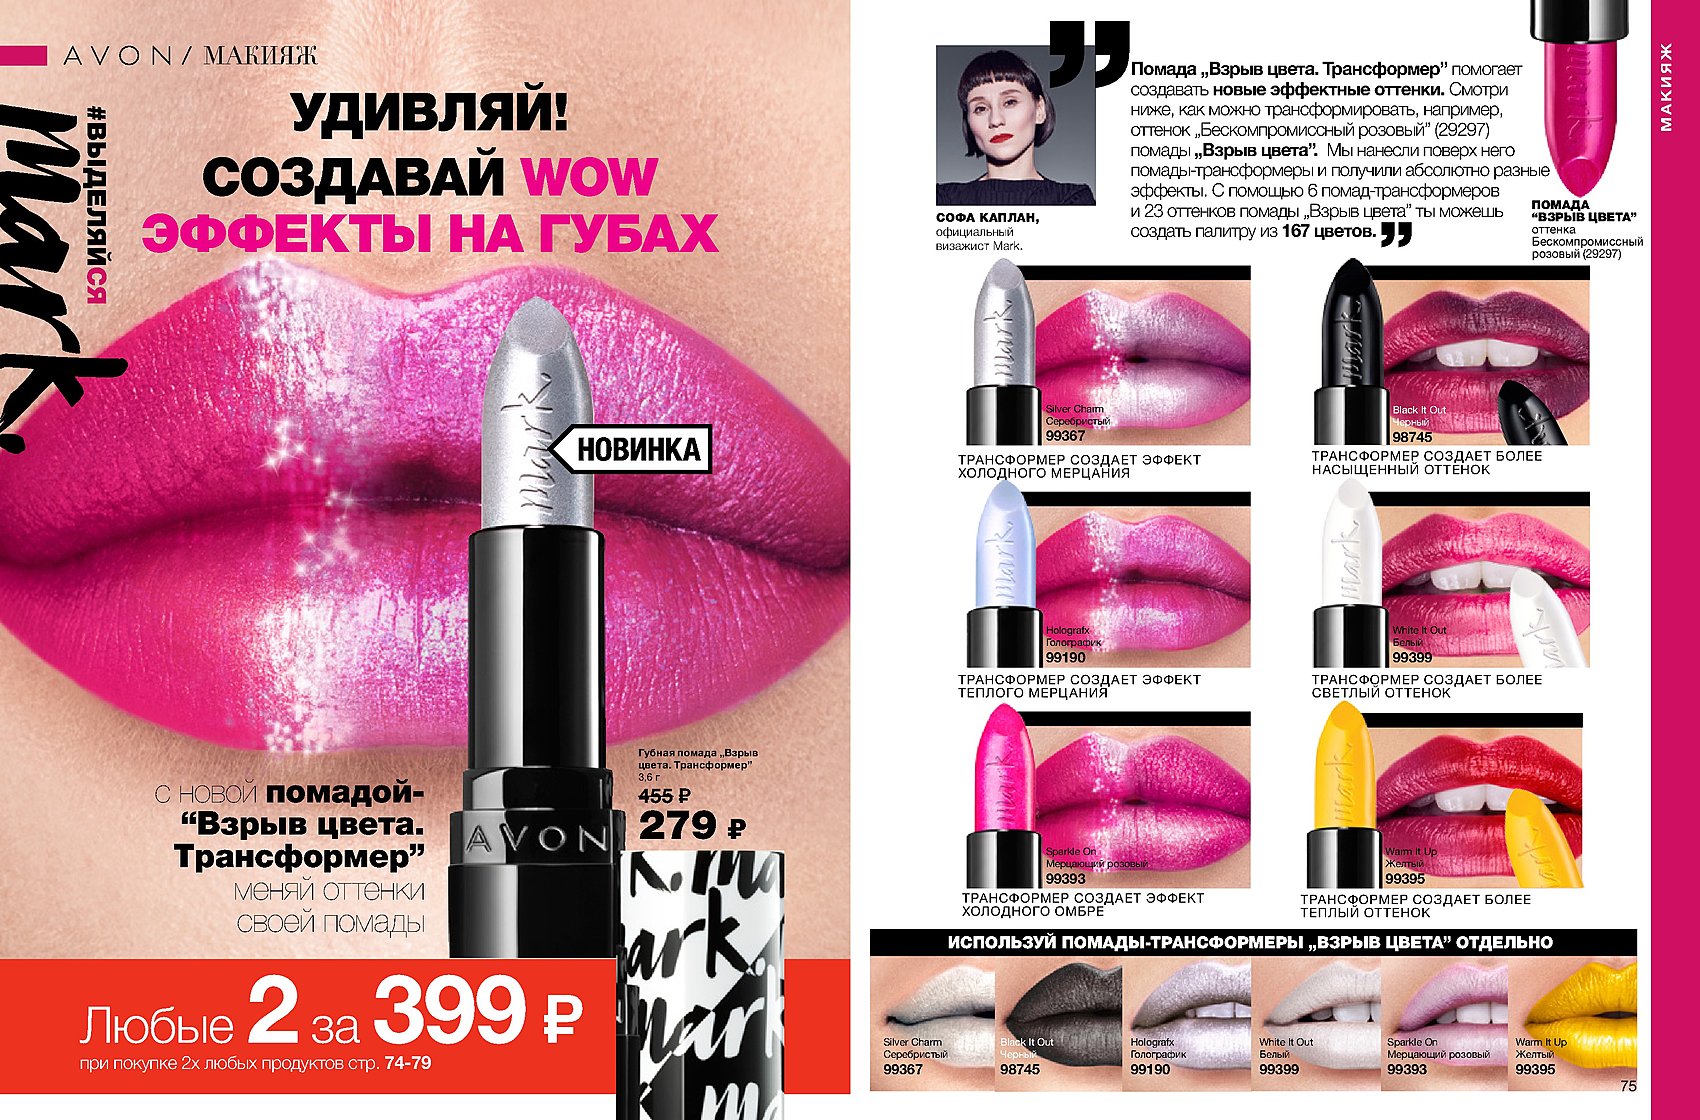 AVON/ МАКИЯЖ
#ВЫДЕЛЯЙСЯ
mark.
УДИВЛЯЙ!
СОЗДАВАЙ WOW
ЭФФЕКТЫ НА ГУБАХ
mark.
НОВИНКА
Губная помада „Взрыв
цвета. Трансформер”
3,6 г
455 ₽
279 ₽
с новой помадой-
“Взрыв цвета.
Трансформер”
меняй оттенки
своей помады
AVON
mark.
Любые 2 за 399 ₽
при покупке 2х любых продуктов стр. 74-79
МАКИЯЖ
СОФА КАПЛАН,
официальный
визажист Mark.
Помада „Взрыв цвета. Трансформер” помогает
создавать новые эффектные оттенки. Смотри
ниже, как можно трансформировать, например,
оттенок „Бескомпромиссный розовый” (29297)
помады „Взрыв цвета”. Мы нанесли поверх него
помады-трансформеры и получили абсолютно разные
эффекты. С помощью 6 помад-трансформеров
и 23 оттенков помады „Взрыв цвета” ты можешь
создать палитру из 167 цветов.
mark.
ПОМАДА
“ВЗРЫВ ЦВЕТА”
оттенка
Бескомпромиссный
розовый (29297)
mark.
Silver Charm
Серебристый
99367
ТРАНСФОРМЕР СОЗДАЕТ ЭФФЕКТ
ХОЛОДНОГО МЕРЦАНИЯ
mark.
Black It Out
Черный
98745
ТРАНСФОРМЕР СОЗДАЕТ БОЛЕЕ
НАСЫЩЕННЫЙ ОТТЕНОК
mark.
Holografx
Голографик
99190
ТРАНСФОРМЕР СОЗДАЕТ ЭФФЕКТ
ТЕПЛОГО МЕРЦАНИЯ
mark.
White It Out
Белый
99399
ТРАНСФОРМЕР СОЗДАЕТ БОЛЕЕ
СВЕТЛЫЙ ОТТЕНОК
mark.
Sparkle On
Мерцающий розовый
99393
ТРАНСФОРМЕР СОЗДАЕТ ЭФФЕКТ
ХОЛОДНОГО ОМБРЕ
mark.
Warm It Up
Желтый
99395
ТРАНСФОРМЕР СОЗДАЕТ БОЛЕЕ
ТЕПЛЫЙ ОТТЕНОК
ИСПОЛЬЗУЙ ПОМАДЫ-ТРАНСФОРМЕРЫ „ВЗРЫВ ЦВЕТА” ОТДЕЛЬНО
Silver Charm
Серебристый
99367
Black It Out
Черный
98745
Holografx
Голографик
99190
White It Out
Белый
99399
Sparkle On
Мерцающий розовый
99393
Warm It Up
Желтый
99395
75